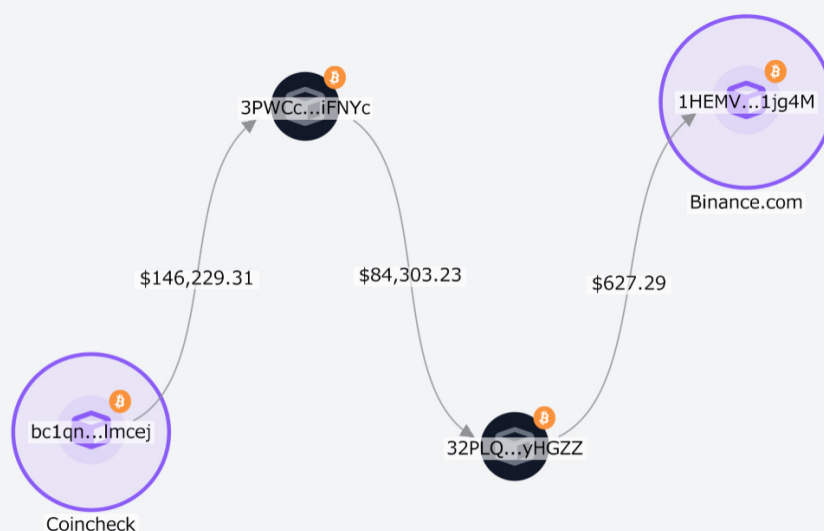 3PWCc...iFNYc
1HEMV...1jg4M
Binance.com
$146,229.31
$84,303.23
$627.29
bc1qn...lmcej
32PLQ...yHGZZ
Coincheck